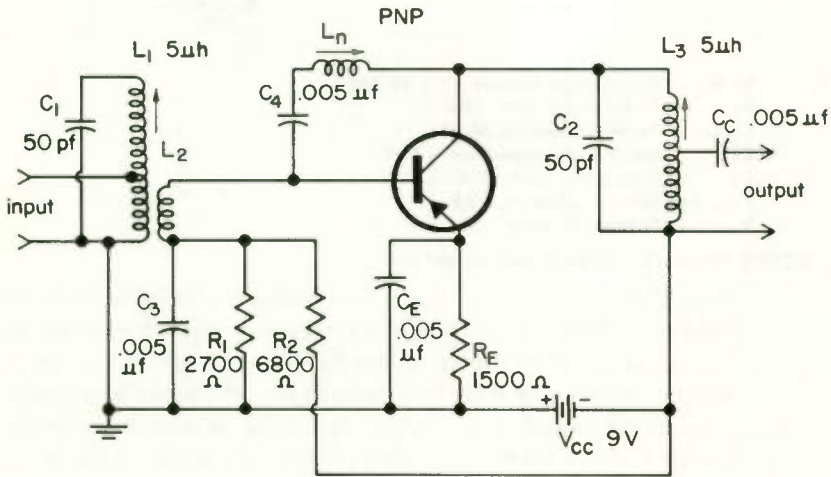 PNP
Ln
L1 5μh
L3 5μh
C4
.005 μf
C1
50 pf
L2
C2
50 pf
CC .005 μf
input
output
C3
.005
μf
R1
2700
Ω
R2
6800
Ω
CE
.005
μf
RE
1500 Ω
+ -
VCC 9V